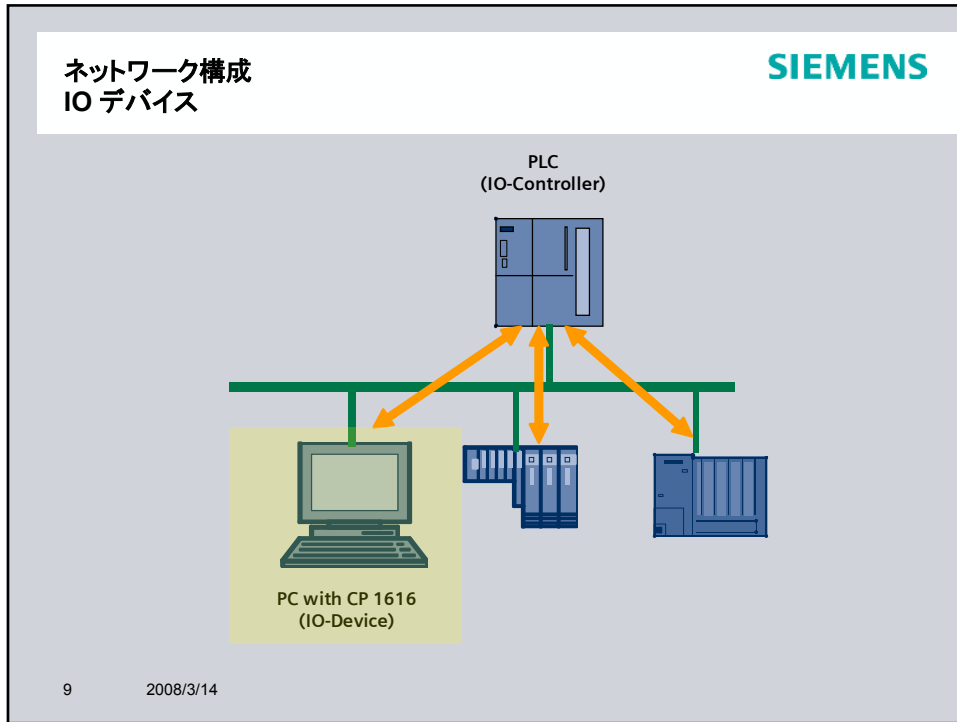 ネットワーク構成
IO デバイス
SIEMENS
PLC
(IO-Controller)
PC with CP 1616
(IO-Device)
9 2008/3/14